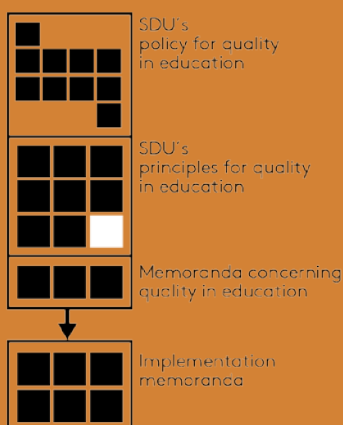 SDU's
policy for quality
in education
SDU's
principles for quality
in education
Memoranda concerning
quality in education
Implementation
memoranda